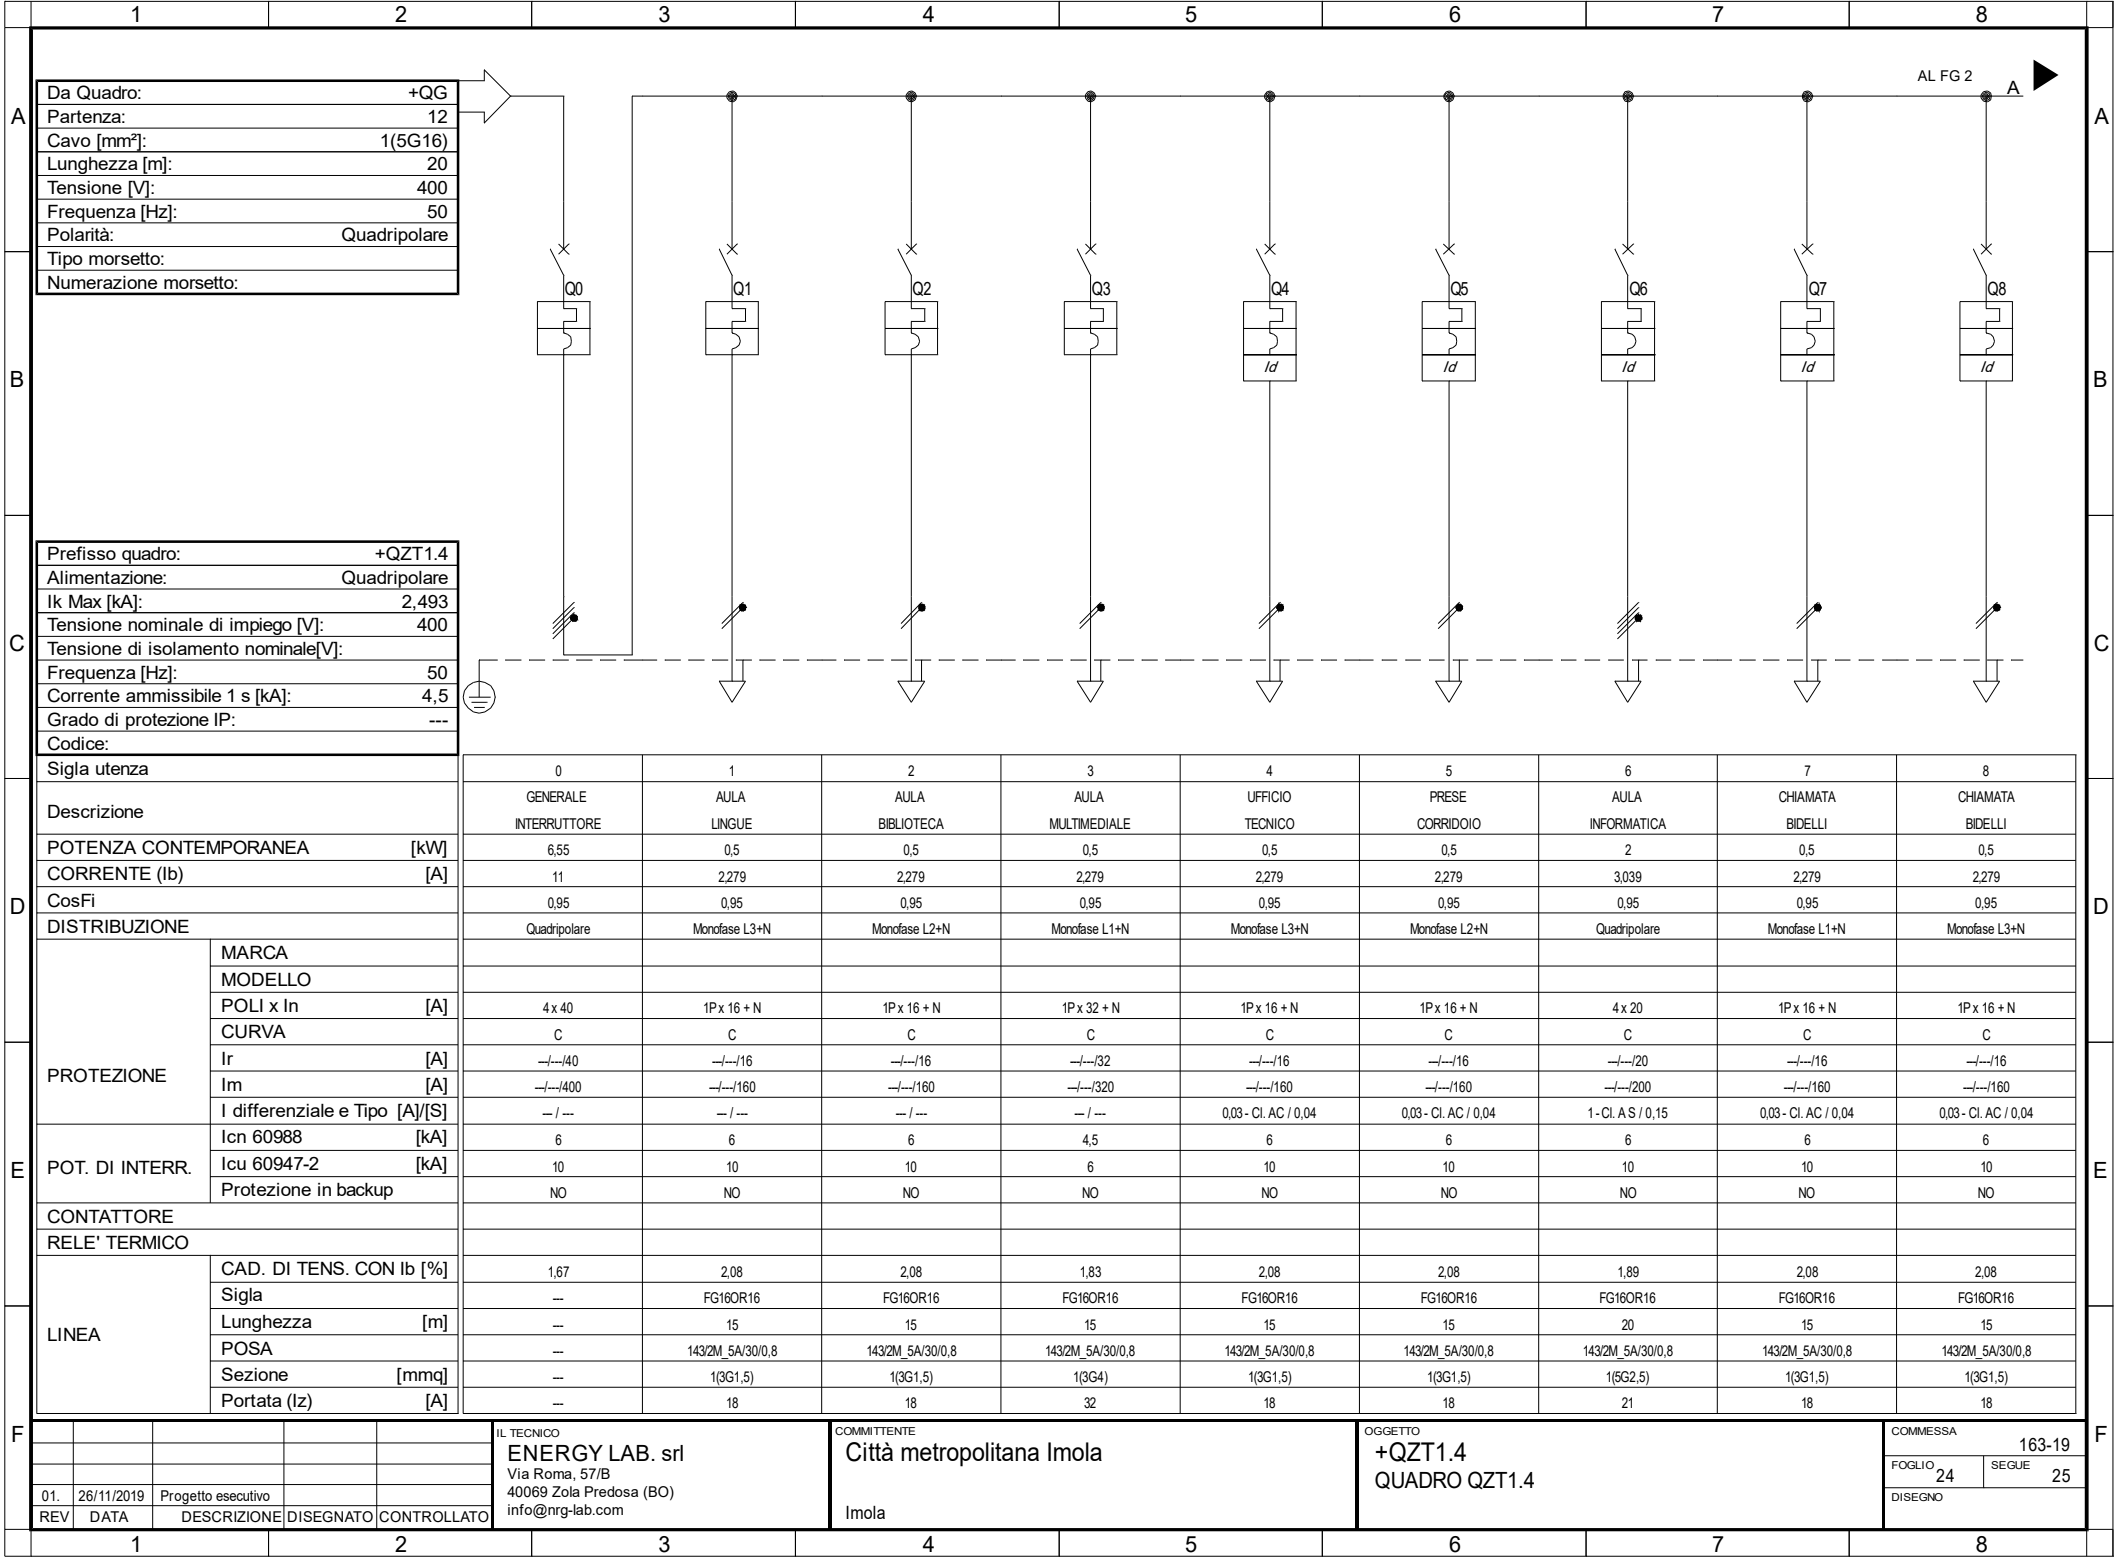 1 2 3 4 5 6 7 8
AL FG 2
A
A A
Da Quadro: +QG
Partenza: 12
Cavo [mm²]: 1(5G16)
Lunghezza [m]: 20
Tensione [V]: 400
Frequenza [Hz]: 50
Polarità: Quadripolare
Tipo morsetto:
Numerazione morsetto:
Q0 Q1 Q2 Q3 Q4 Q5 Q6 Q7 Q8
Id Id Id Id Id
B B
Prefisso quadro: +QZT1.4
Alimentazione: Quadripolare
Ik Max [kA]: 2,493
Tensione nominale di impiego [V]: 400
Tensione di isolamento nominale[V]:
Frequenza [Hz]: 50
Corrente ammissibile 1 s [kA]: 4,5
Grado di protezione IP: ---
Codice:
C C
Sigla utenza 0 1 2 3 4 5 6 7 8
Descrizione
GENERALE AULA AULA AULA UFFICIO PRESE AULA CHIAMATA CHIAMATA
INTERRUTTORE LINGUE BIBLIOTECA MULTIMEDIALE TECNICO CORRIDOIO INFORMATICA BIDELLI BIDELLI
POTENZA CONTEMPORANEA [kW] 6,55 0,5 0,5 0,5 0,5 0,5 2 0,5 0,5
CORRENTE (Ib) [A] 11 2,279 2,279 2,279 2,279 2,279 3,039 2,279 2,279
CosFi 0,95 0,95 0,95 0,95 0,95 0,95 0,95 0,95 0,95
D D
DISTRIBUZIONE Quadripolare Monofase L3+N Monofase L2+N Monofase L1+N Monofase L3+N Monofase L2+N Quadripolare Monofase L1+N Monofase L3+N
PROTEZIONE
MARCA
MODELLO
POLI x In [A] 4 x 40 1P x 16 + N 1P x 16 + N 1P x 32 + N 1P x 16 + N 1P x 16 + N 4 x 20 1P x 16 + N 1P x 16 + N
CURVA C C C C C C C C C
Ir [A] ---/---/40 ---/---/16 ---/---/16 ---/---/32 ---/---/16 ---/---/16 ---/---/20 ---/---/16 ---/---/16
Im [A] ---/---/400 ---/---/160 ---/---/160 ---/---/320 ---/---/160 ---/---/160 ---/---/200 ---/---/160 ---/---/160
I differenziale e Tipo [A]/[S] --- / --- --- / --- --- / --- --- / --- 0,03 - Cl. AC / 0,04 0,03 - Cl. AC / 0,04 1 - Cl. A S / 0,15 0,03 - Cl. AC / 0,04 0,03 - Cl. AC / 0,04
POT. DI INTERR.
Icn 60988 [kA] 6 6 6 4,5 6 6 6 6 6
Icu 60947-2 [kA] 10 10 10 6 10 10 10 10 10
Protezione in backup NO NO NO NO NO NO NO NO NO
E E
CONTATTORE
RELE' TERMICO
LINEA
CAD. DI TENS. CON Ib [%] 1,67 2,08 2,08 1,83 2,08 2,08 1,89 2,08 2,08
Sigla --- FG16OR16 FG16OR16 FG16OR16 FG16OR16 FG16OR16 FG16OR16 FG16OR16 FG16OR16
Lunghezza [m] --- 15 15 15 15 15 20 15 15
POSA --- 143/2M_5A/30/0,8 143/2M_5A/30/0,8 143/2M_5A/30/0,8 143/2M_5A/30/0,8 143/2M_5A/30/0,8 143/2M_5A/30/0,8 143/2M_5A/30/0,8 143/2M_5A/30/0,8
Sezione [mmq] --- 1(3G1,5) 1(3G1,5) 1(3G4) 1(3G1,5) 1(3G1,5) 1(5G2,5) 1(3G1,5) 1(3G1,5)
Portata (Iz) [A] --- 18 18 32 18 18 21 18 18
F F
01. 26/11/2019 Progetto esecutivo
REV DATA DESCRIZIONE DISEGNATO CONTROLLATO
IL TECNICO
ENERGY LAB. srl
Via Roma, 57/B
40069 Zola Predosa (BO)
info@nrg-lab.com
COMMITTENTE
Città metropolitana Imola
Imola
OGGETTO
+QZT1.4
QUADRO QZT1.4
COMMESSA
163-19
FOGLIO 24 SEGUE 25
DISEGNO
1 2 3 4 5 6 7 8